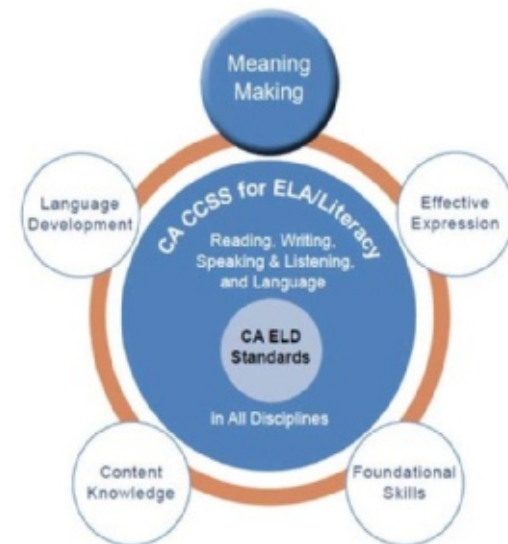 Meaning
Making
Language
Development
Effective
Expression
CA CCSS for ELA/Literacy
Reading, Writing,
Speaking & Listening,
and Language
CA ELD
Standards
in All Disciplines
Content
Knowledge
Foundational
Skills